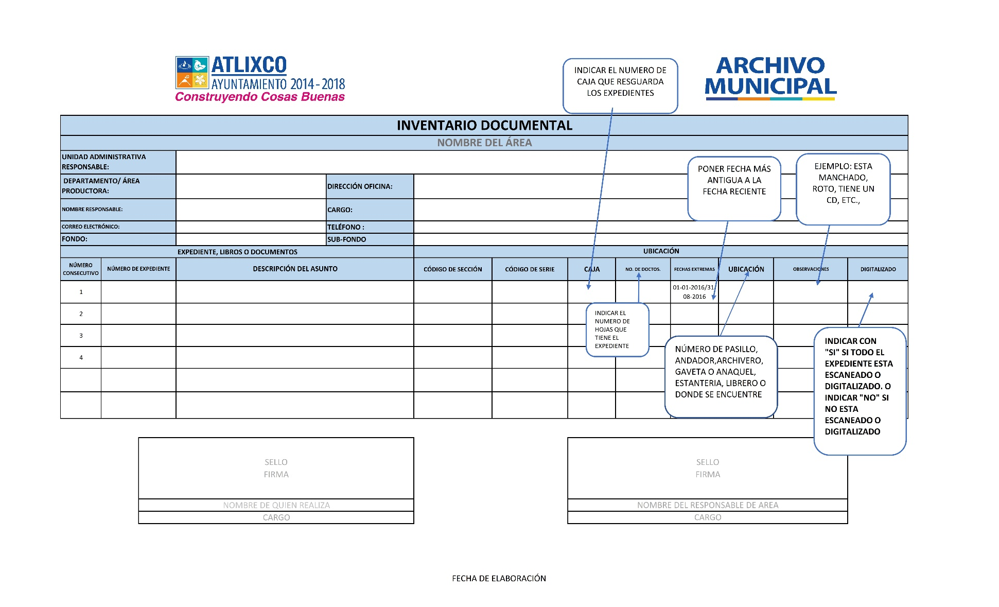 ATLIXCO
AYUNTAMIENTO 2014-2018
Construyendo Cosas Buenas
INDICAR EL NUMERO DE
CAJA QUE RESGUARDA
LOS EXPEDIENTES
ARCHIVO
MUNICIPAL
INVENTARIO DOCUMENTAL
NOMBRE DEL ÁREA
UNIDAD ADMINISTRATIVA
RESPONSABLE:
DEPARTAMENTO/ ÁREA
PRODUCTORA:
DIRECCIÓN OFICINA:
NOMBRE RESPONSABLE:
CARGO:
CORREO ELECTRÓNICO:
TELÉFONO :
FONDO:
SUB-FONDO
PONER FECHA MÁS
ANTIGUA A LA
FECHA RECIENTE
EJEMPLO: ESTA
MANCHADO,
ROTO, TIENE UN
CD, ETC.,
EXPEDIENTE, LIBROS O DOCUMENTOS
UBICACIÓN
NÚMERO
CONSECUTIVO
NÚMERO DE EXPEDIENTE
DESCRIPCIÓN DEL ASUNTO
CÓDIGO DE SECCIÓN
CÓDIGO DE SERIE
CAJA
NO. DE DOCTOS.
FECHAS EXTREMAS
UBICACIÓN
OBSERVACIONES
DIGITALIZADO
1
01-01-2016/31
08-2016
2
3
4
INDICAR EL
NUMERO DE
HOJAS QUE
TIENE EL
EXPEDIENTE
NÚMERO DE PASILLO,
ANDADOR,ARCHIVERO,
GAVETA O ANAQUEL,
ESTANTERIA, LIBRERO O
DONDE SE ENCUENTRE
INDICAR CON
"SI" SI TODO EL
EXPEDIENTE ESTA
ESCANEADO O
DIGITALIZADO. O
INDICAR "NO" SI
NO ESTA
ESCANEADO O
DIGITALIZADO
SELLO
FIRMA
NOMBRE DE QUIEN REALIZA
CARGO
SELLO
FIRMA
NOMBRE DEL RESPONSABLE DE AREA
CARGO
FECHA DE ELABORACIÓN